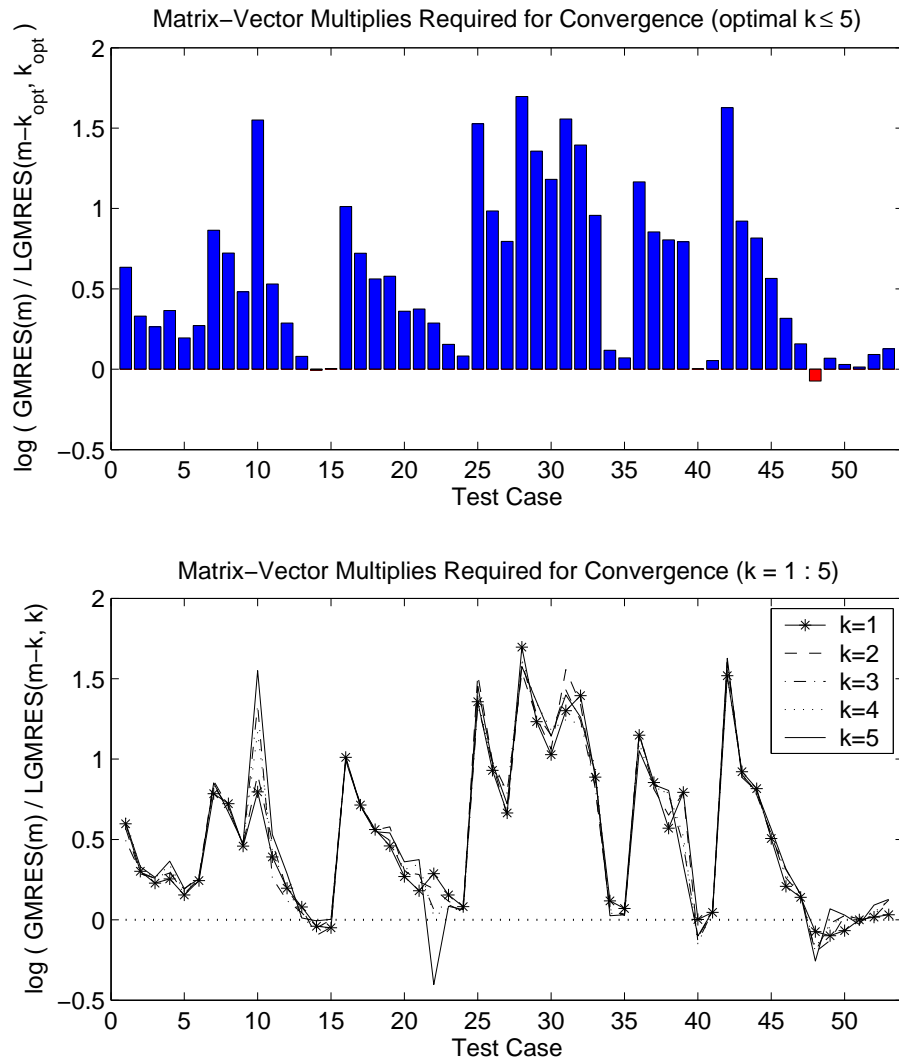 Matrix−Vector Multiplies Required for Convergence (optimal k ≤ 5)
log ( GMRES(m) / LGMRES(m−k_opt, k_opt) )
2
1.5
1
0.5
0
−0.5
0 5 10 15 20 25 30 35 40 45 50
Test Case
Matrix−Vector Multiplies Required for Convergence (k = 1 : 5)
log ( GMRES(m) / LGMRES(m−k, k)
2
1.5
1
0.5
0
−0.5
k=1
k=2
k=3
k=4
k=5
0 5 10 15 20 25 30 35 40 45 50
Test Case